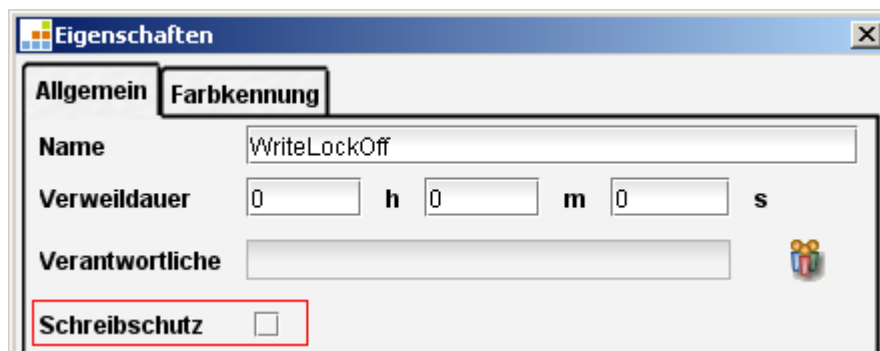 Eigenschaften
Allgemein Farbkennung
Name WriteLockOff
Verweildauer 0 h 0 m 0 s
Verantwortliche
Schreibschutz